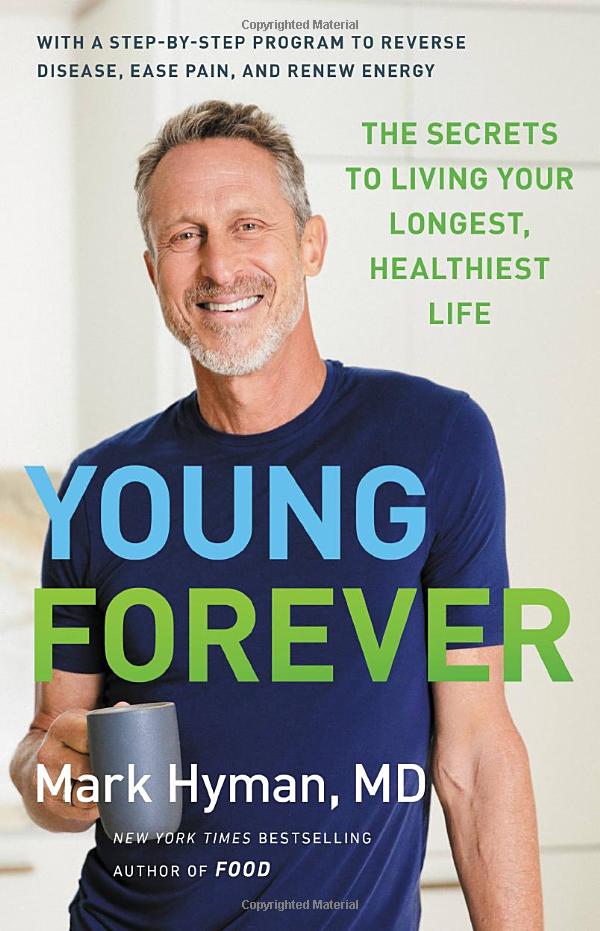 Copyrighted Material
WITH A STEP-BY-STEP PROGRAM TO REVERSE
DISEASE, EASE PAIN, AND RENEW ENERGY
THE SECRETS
TO LIVING YOUR
LONGEST,
HEALTHIEST
LIFE
YOUNG
FOREVER
Mark Hyman, MD
NEW YORK TIMES BESTSELLING
AUTHOR OF FOOD
Copyrighted Material